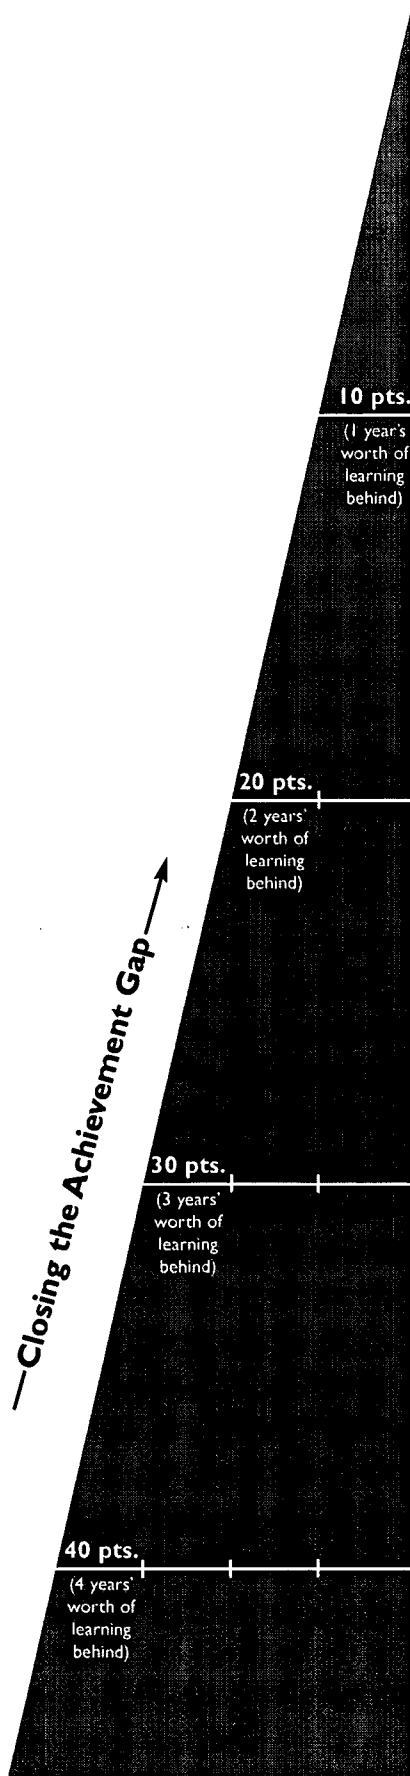 10 pts.
(1 year's
worth of
learning
behind)
20 pts.
(2 years'
worth of
learning
behind)
Closing the Achievement Gap
30 pts.
(3 years'
worth of
learning
behind)
40 pts.
(4 years'
worth of
learning
behind)